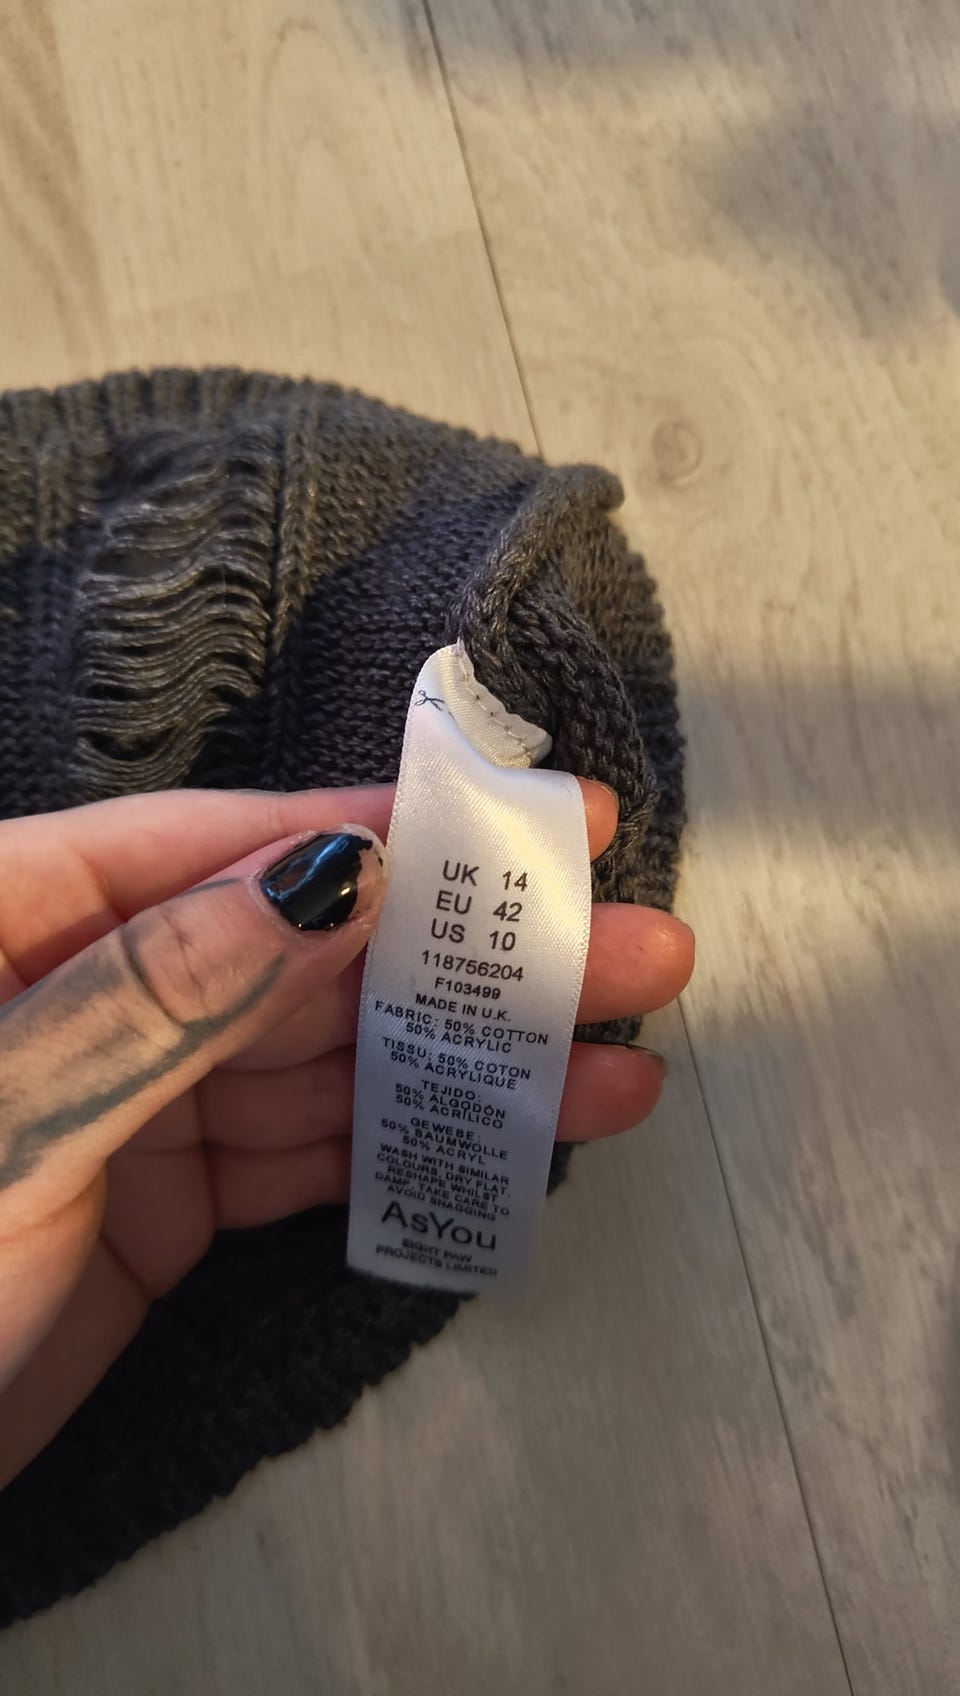 UK 14
EU 42
US 10
118756204
F103499
MADE IN U.K.
FABRIC: 50% COTTON
50% ACRYLIC
TISSU: 50% COTON
50% ACRYLIQUE
TEJIDO:
50% ALGODÓN
50% ACRÍLICO
GEWEBE:
50% BAUMWOLLE
50% ACRYL
WASH WITH SIMILAR
COLOURS, DRY FLAT,
RESHAPE WHILST
DAMP, TAKE CARE TO
AVOID SNAGGING
AsYou
EIGHT PAW
PROJECTS LIMITED